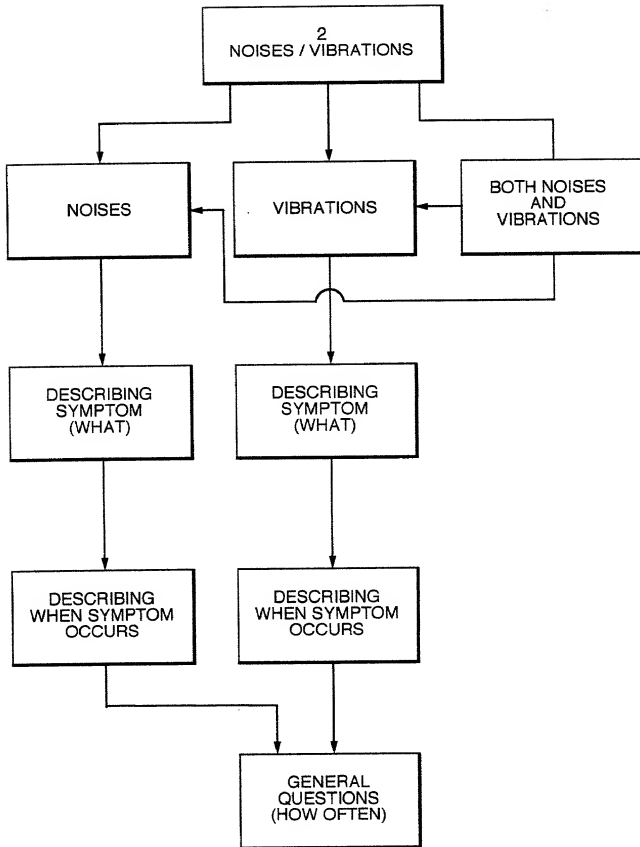 2
NOISES / VIBRATIONS
NOISES
VIBRATIONS
BOTH NOISES
AND
VIBRATIONS
DESCRIBING
SYMPTOM
(WHAT)
DESCRIBING
SYMPTOM
(WHAT)
DESCRIBING
WHEN SYMPTOM
OCCURS
DESCRIBING
WHEN SYMPTOM
OCCURS
GENERAL
QUESTIONS
(HOW OFTEN)